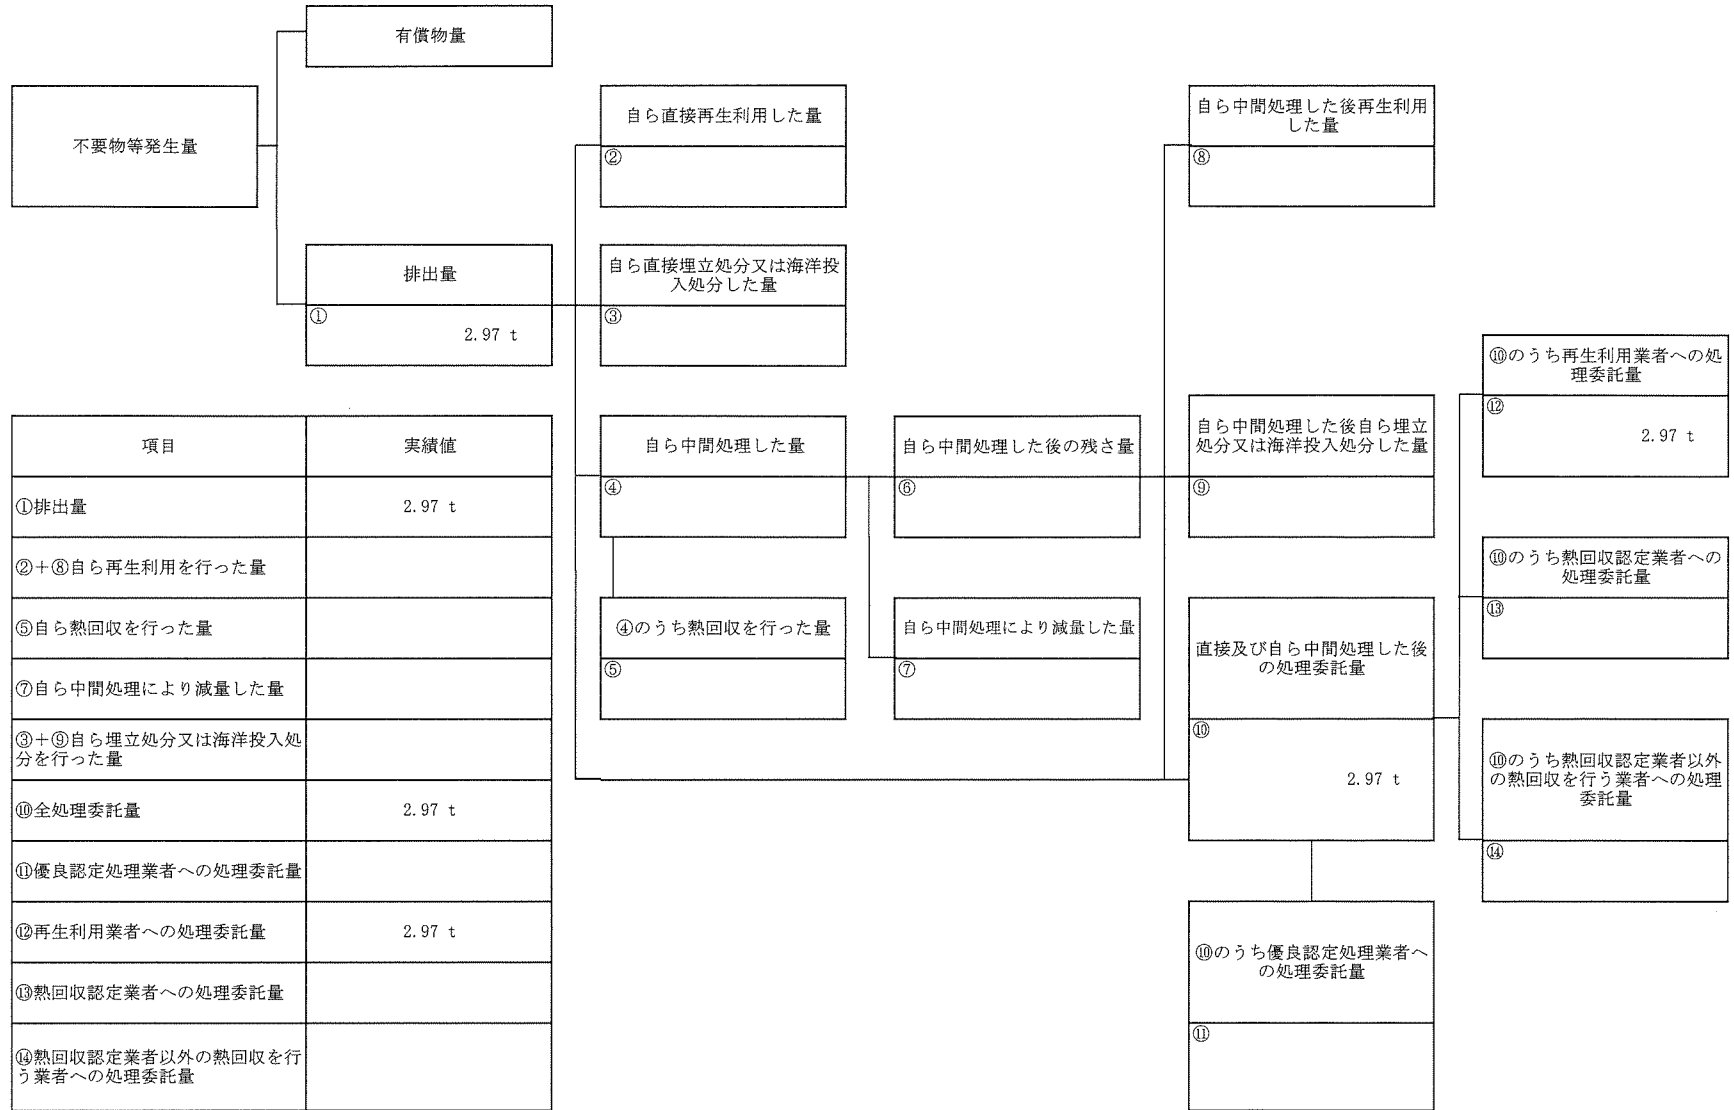 有償物量
不要物等発生量
自ら直接再生利用した量
②
自ら中間処理した後再生利用
した量
⑧
排出量
①
2.97 t
自ら直接埋立処分又は海洋投
入処分した量
③
⑩のうち再生利用業者への処
理委託量
⑫
2.97 t
自ら中間処理した量
④
自ら中間処理した後の残さ量
⑥
自ら中間処理した後自ら埋立
処分又は海洋投入処分した量
⑨
⑩のうち熱回収認定業者への
処理委託量
⑬
④のうち熱回収を行った量
⑤
自ら中間処理により減量した量
⑦
直接及び自ら中間処理した後
の処理委託量
⑩
2.97 t
⑩のうち熱回収認定業者以外
の熱回収を行う業者への処理
委託量
⑭
⑩のうち優良認定処理業者へ
の処理委託量
⑪
項目 実績値
①排出量 2.97 t
②+⑧自ら再生利用を行った量
⑤自ら熱回収を行った量
⑦自ら中間処理により減量した量
③+⑨自ら埋立処分又は海洋投入処
分を行った量
⑩全処理委託量 2.97 t
⑪優良認定処理業者への処理委託量
⑫再生利用業者への処理委託量 2.97 t
⑬熱回収認定業者への処理委託量
⑭熱回収認定業者以外の熱回収を行
う業者への処理委託量